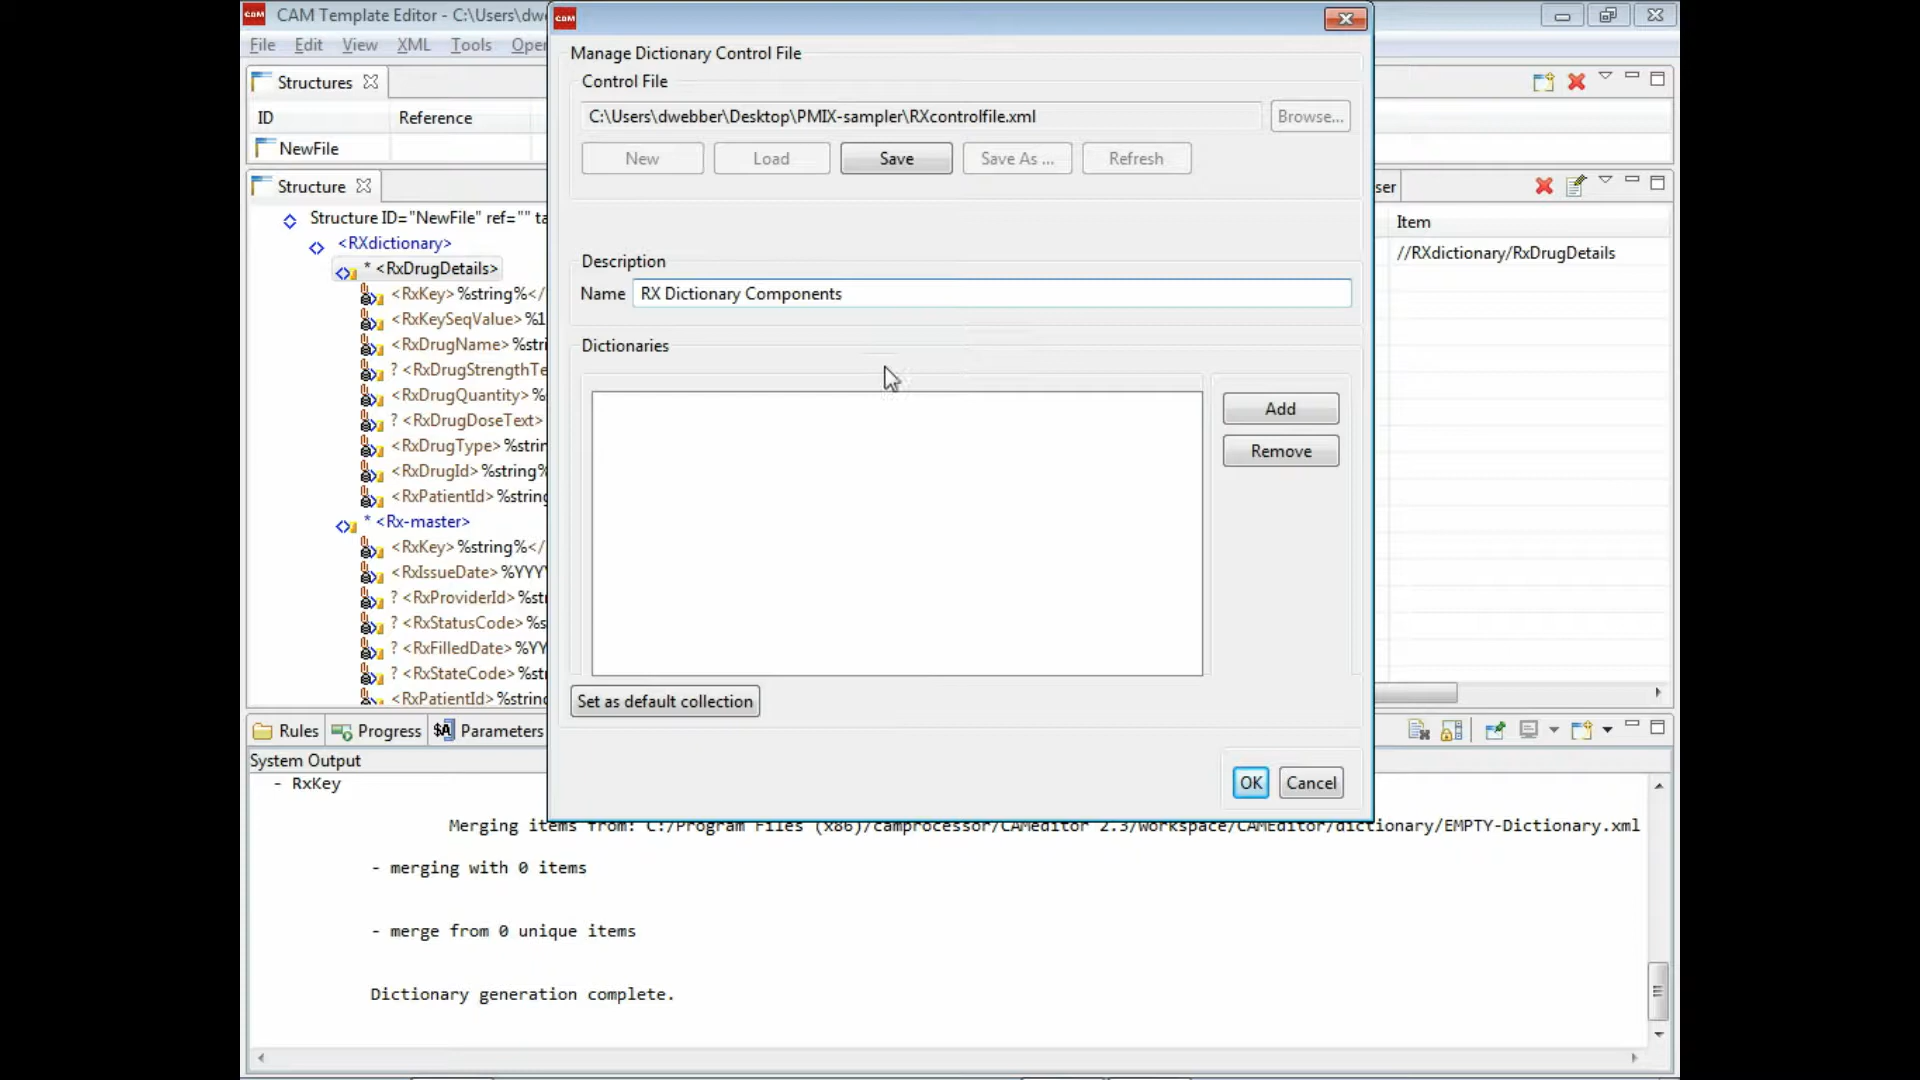 CAM Template Editor - C:\Users\dw
File Edit View XML Tools Oper
Structures
ID Reference
NewFile
Structure
Structure ID="NewFile" ref="" ta
<RXdictionary>
* <RxDrugDetails>
<RxKey> %string%</
<RxKeySeqValue> %1
<RxDrugName> %stri
? <RxDrugStrengthTe
<RxDrugQuantity> %
? <RxDrugDoseText>
<RxDrugType> %strin
<RxDrugId> %string%
<RxPatientId> %string
* <Rx-master>
<RxKey> %string%</
<RxIssueDate> %YYYY
? <RxProviderId> %str
? <RxStatusCode> %s
? <RxFilledDate> %YY
? <RxStateCode> %st
<RxPatientId> %string
CAM
Manage Dictionary Control File
Control File
C:\Users\dwebber\Desktop\PMIX-sampler\RXcontrolfile.xml
Browse...
New Load Save Save As ... Refresh
Description
Name RX Dictionary Components
Dictionaries
Add
Remove
Set as default collection
OK Cancel
ser
Item
//RXdictionary/RxDrugDetails
Rules Progress Parameters
System Output
- RxKey
Merging items from: C:/Program Files (x86)/camprocessor/CAMeditor 2.3/Workspace/CAMEditor/dictionary/EMPTY-Dictionary.xml
- merging with 0 items
- merge from 0 unique items
Dictionary generation complete.